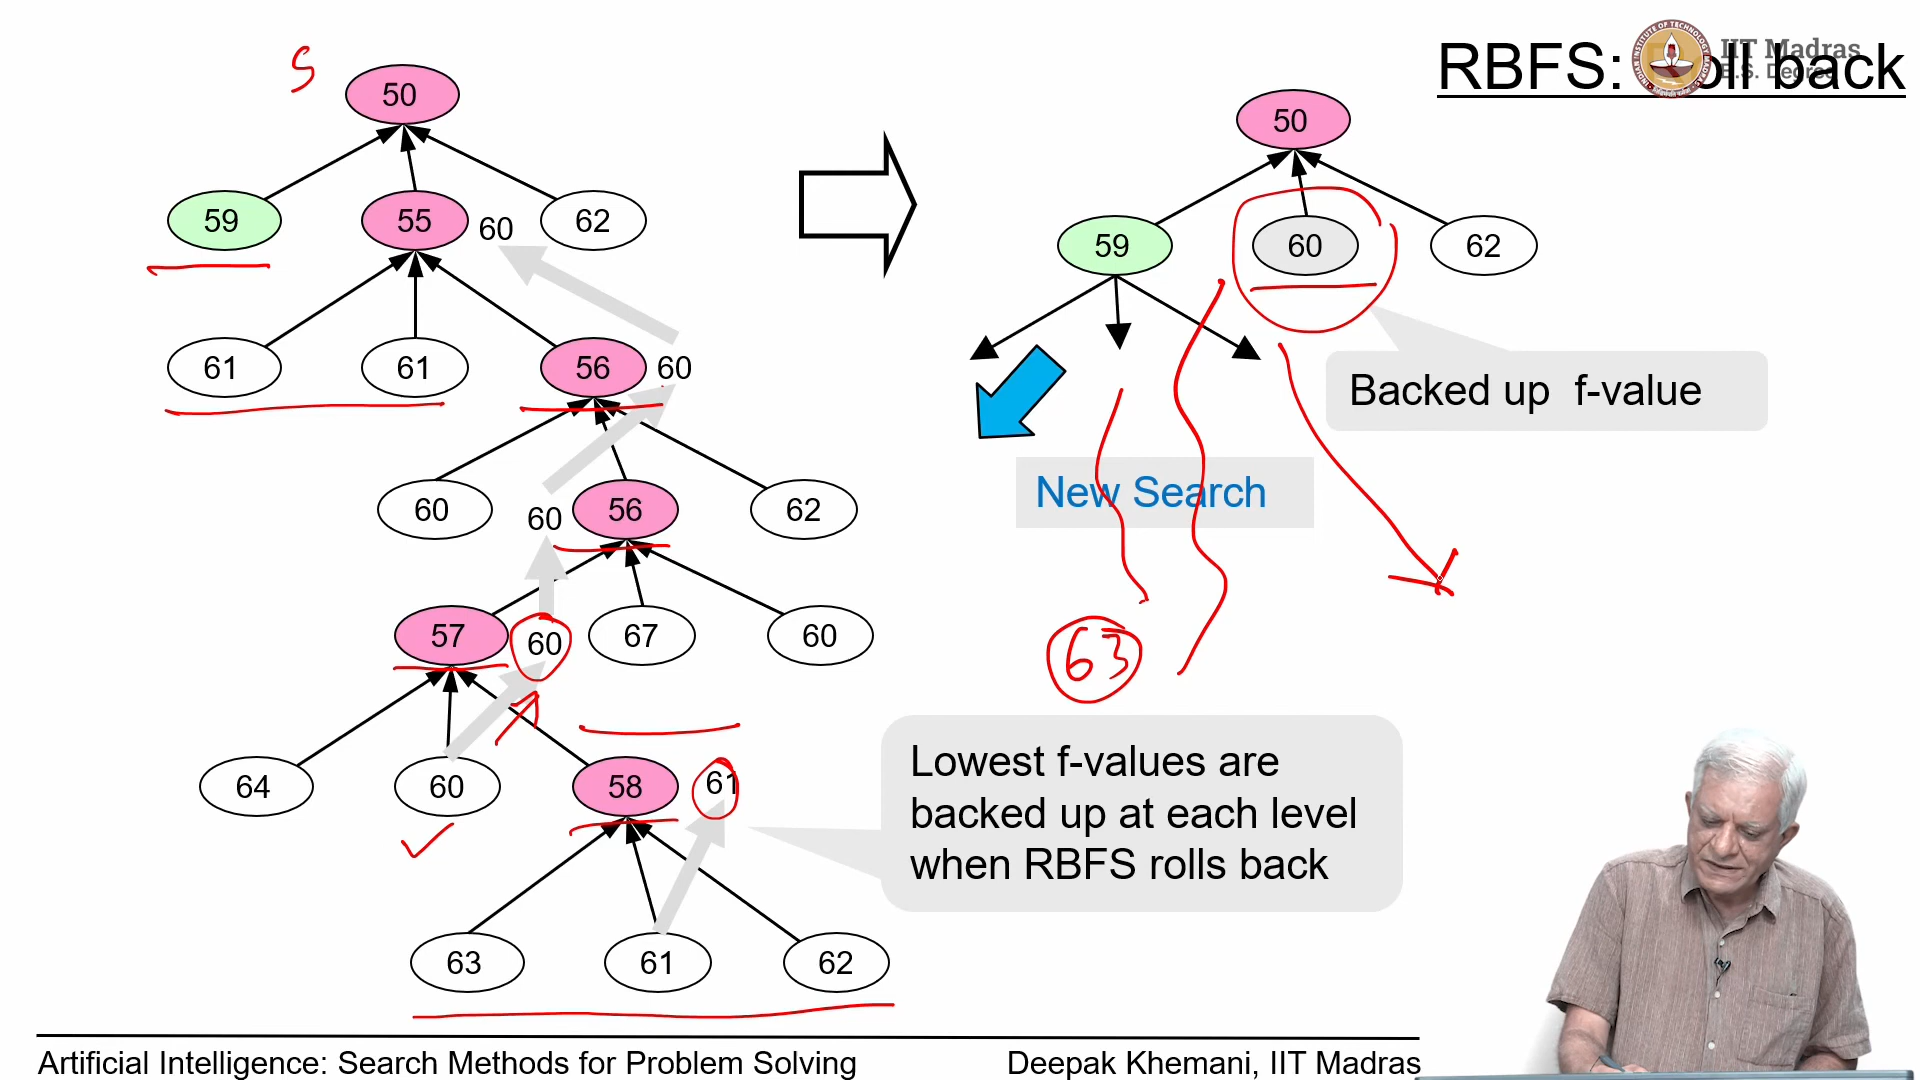 RBFS: Roll back
IIT Madras
B.S. Degree
S
50
59
55
60
62
61
61
56
60
60
60
56
62
57
60
67
60
64
60
58
61
63
61
62
50
59
60
62
Backed up f-value
New Search
63
Lowest f-values are
backed up at each level
when RBFS rolls back
Artificial Intelligence: Search Methods for Problem Solving
Deepak Khemani, IIT Madras